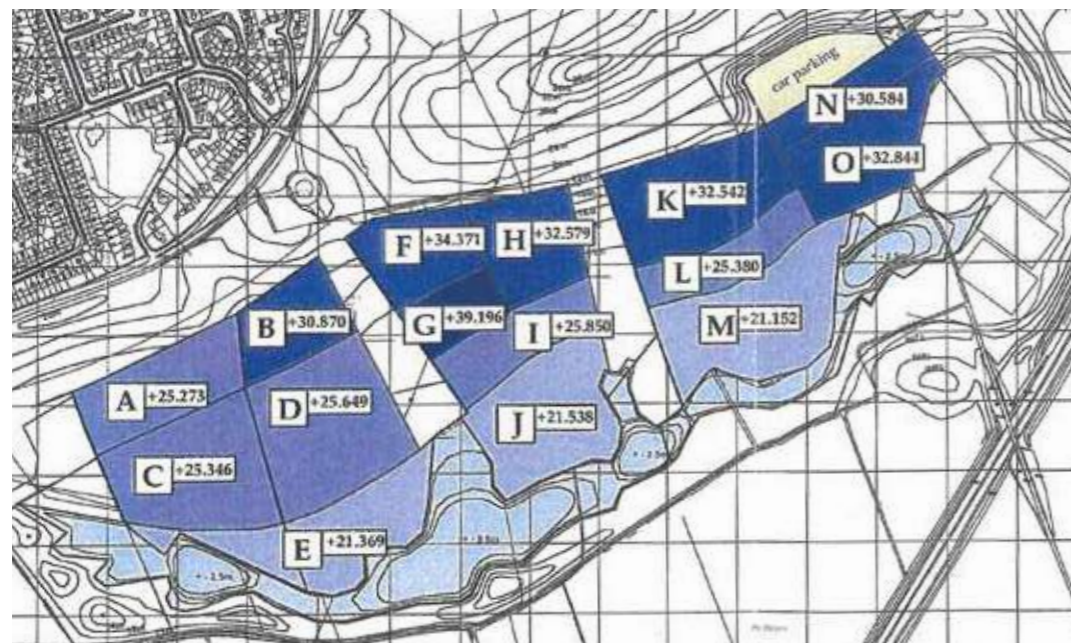 car parking
N +30.584
O +32.844
K +32.542
F +34.371
H +32.579
L +25.380
B +30.870
G +39.196
I +25.850
M +21.152
A +25.273
D +25.649
J +21.538
C +25.346
E +21.369